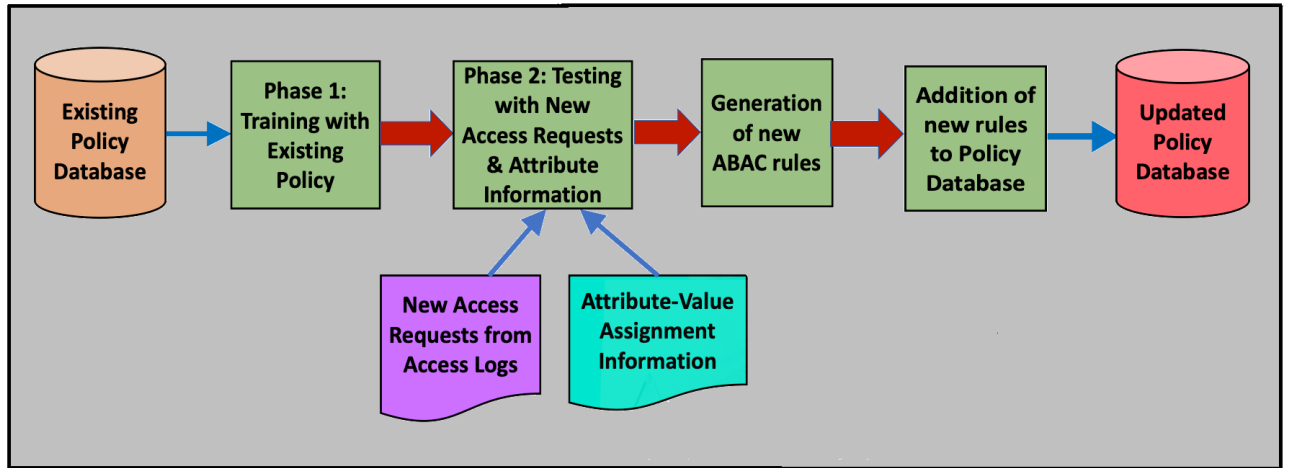 Existing
Policy
Database
Phase 1:
Training with
Existing
Policy
Phase 2: Testing
with New
Access Requests
& Attribute
Information
Generation
of new
ABAC rules
Addition of
new rules
to Policy
Database
Updated
Policy
Database
New Access
Requests from
Access Logs
Attribute-Value
Assignment
Information